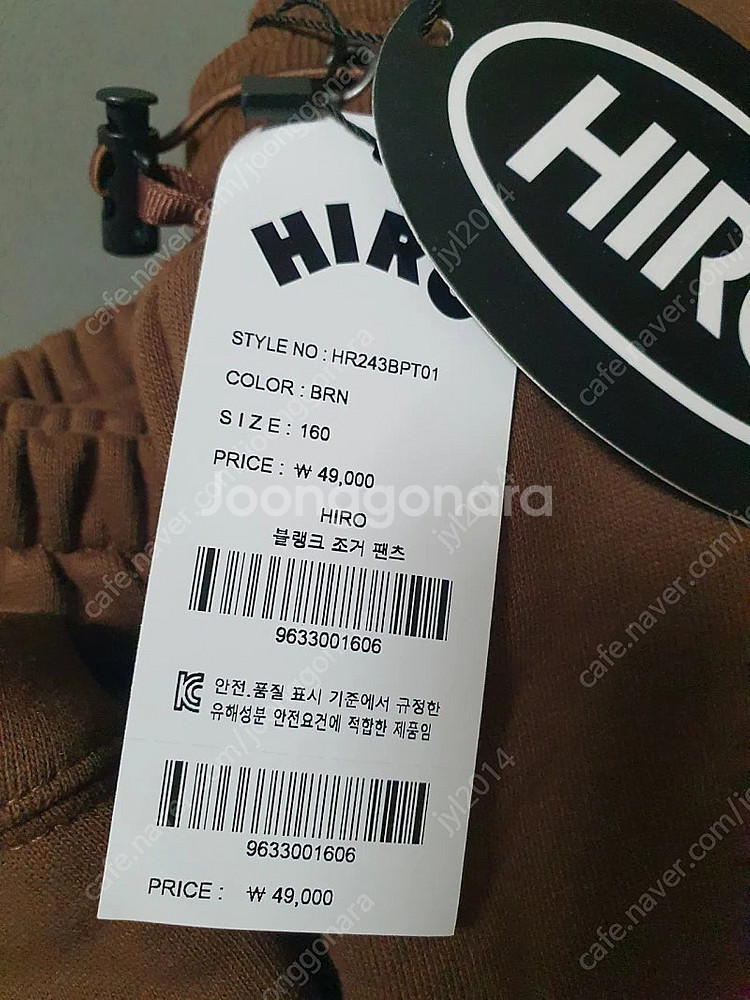 HIRO
HIRO
STYLE NO : HR243BPT01
COLOR : BRN
SIZE : 160
PRICE : ₩ 49,000
Joonggonara
HIRO
블랭크 조거 팬츠
9633001606
안전.품질 표시 기준에서 규정한
유해성분 안전요건에 적합한 제품임
9633001606
PRICE : ₩ 49,000
cafe.naver.com/joonggonara
jyl2014